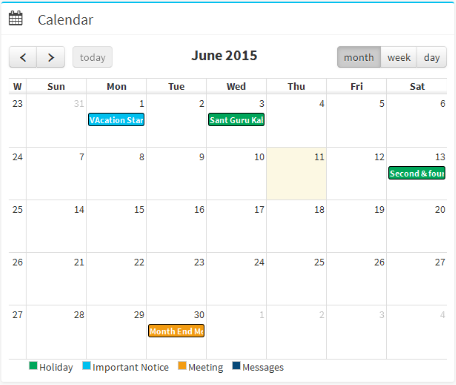 Calendar
today June 2015 month week day
W Sun Mon Tue Wed Thu Fri Sat
23 31 1 2 3 4 5 6
VAcation Star Sant Guru Kal
24 7 8 9 10 11 12 13
Second & four
25 14 15 16 17 18 19 20
26 21 22 23 24 25 26 27
27 28 29 30 1 2 3 4
Month End Me
Holiday Important Notice Meeting Messages